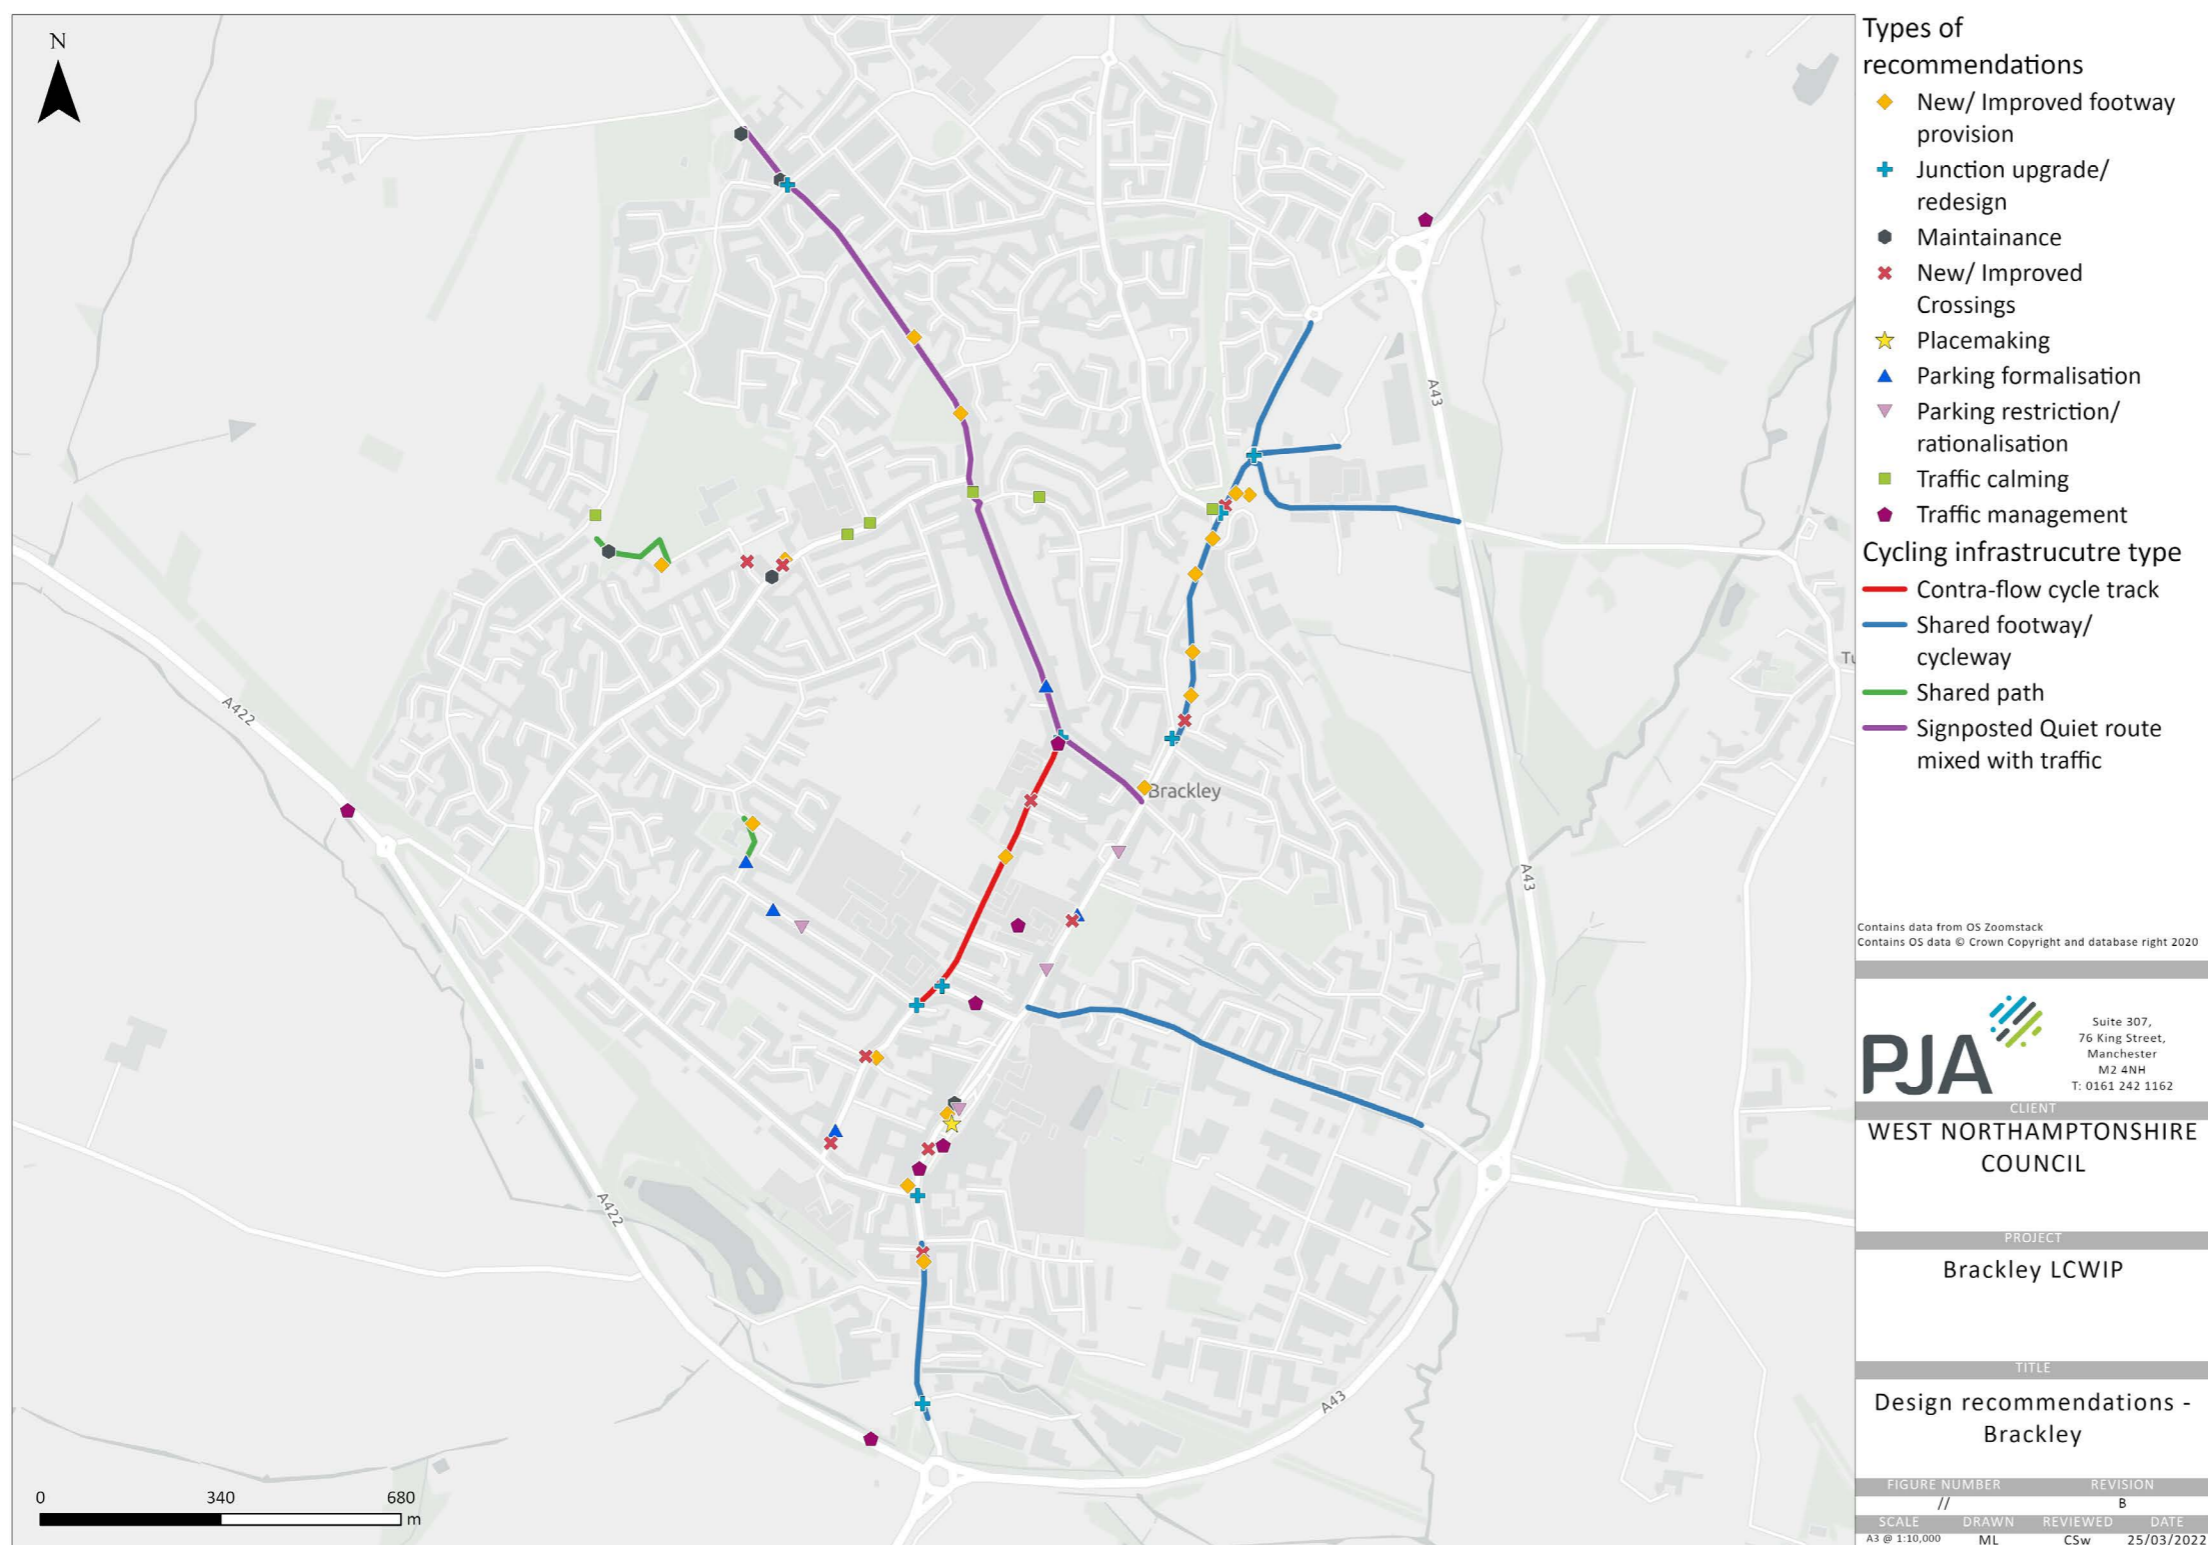 N
A43
A422
Brackley
A43
A422
A43
0 340 680
m
Types of
recommendations
New/ Improved footway
provision
Junction upgrade/
redesign
Maintainance
New/ Improved
Crossings
Placemaking
Parking formalisation
Parking restriction/
rationalisation
Traffic calming
Traffic management
Cycling infrastrucutre type
Contra-flow cycle track
Shared footway/
cycleway
Shared path
Signposted Quiet route
mixed with traffic
Contains data from OS Zoomstack
Contains OS data © Crown Copyright and database right 2020
PJA
Suite 307,
76 King Street,
Manchester
M2 4NH
T: 0161 242 1162
CLIENT
WEST NORTHAMPTONSHIRE
COUNCIL
PROJECT
Brackley LCWIP
TITLE
Design recommendations -
Brackley
FIGURE NUMBER REVISION
// B
SCALE DRAWN REVIEWED DATE
A3 @ 1:10,000 ML CSw 25/03/2022